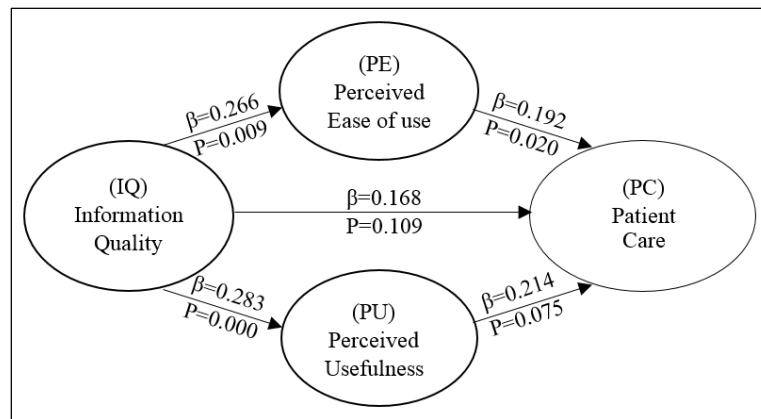 (PE)
Perceived
Ease of use
β=0.266
P=0.009
β=0.192
P=0.020
(IQ)
Information
Quality
β=0.168
P=0.109
(PC)
Patient
Care
β=0.283
P=0.000
(PU)
Perceived
Usefulness
β=0.214
P=0.075